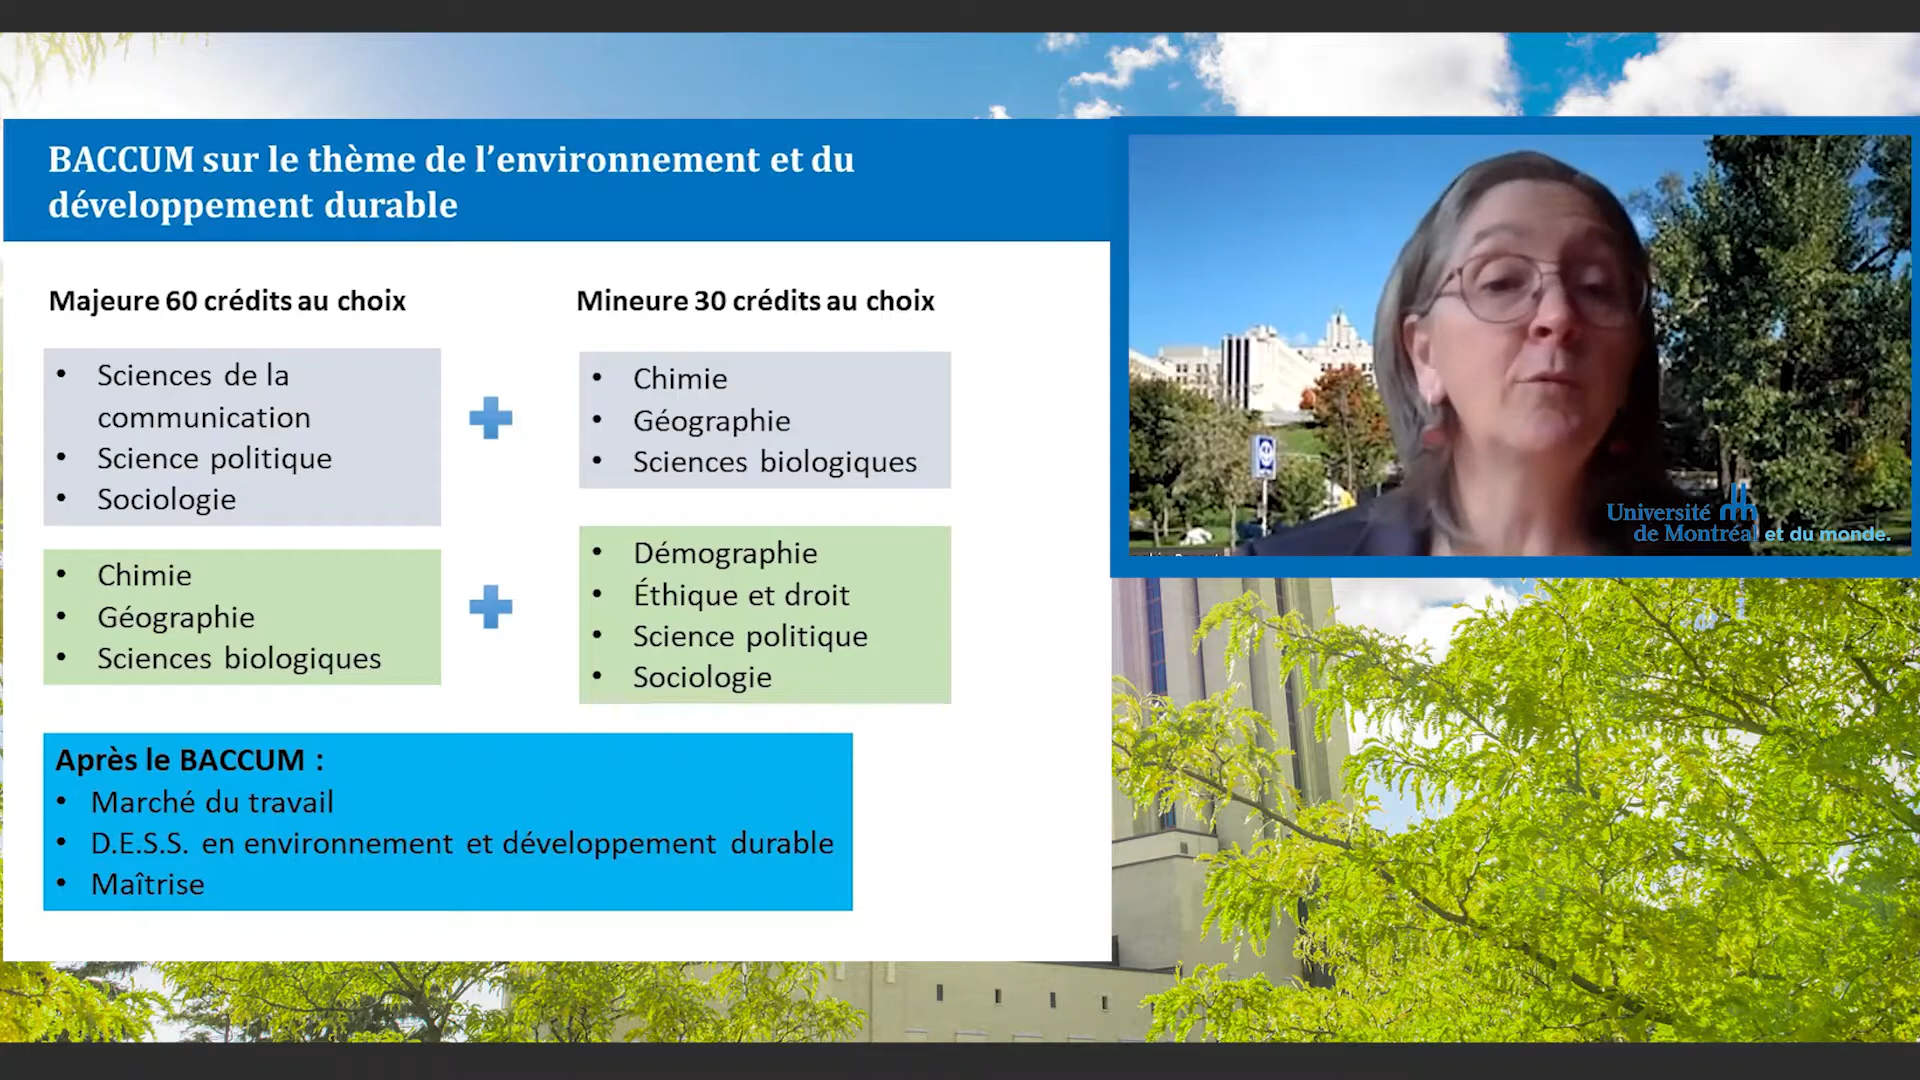 BACCUM sur le thème de l’environnement et du
développement durable
Majeure 60 crédits au choix
Mineure 30 crédits au choix
• Sciences de la
communication
• Science politique
• Sociologie
• Chimie
• Géographie
• Sciences biologiques
• Chimie
• Géographie
• Sciences biologiques
• Démographie
• Éthique et droit
• Science politique
• Sociologie
Après le BACCUM :
• Marché du travail
• D.E.S.S. en environnement et développement durable
• Maîtrise
Université
de Montréal et du monde.